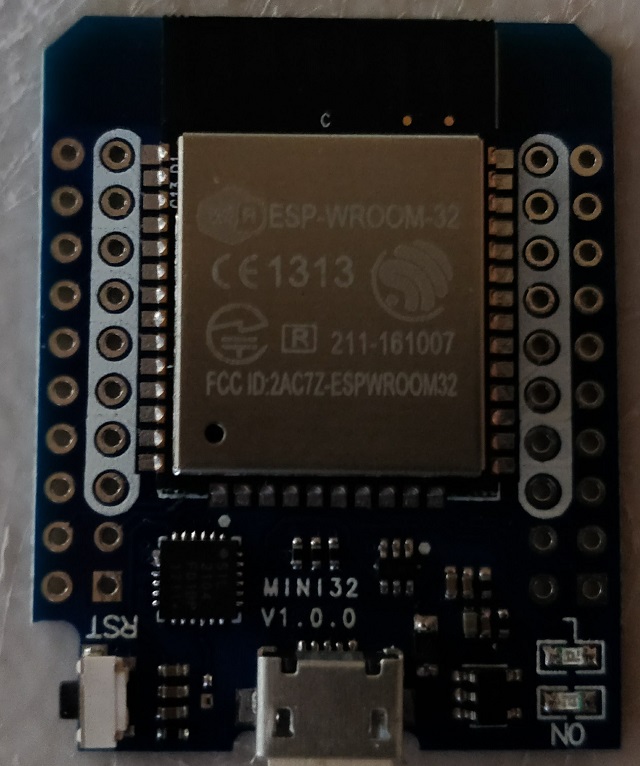 C
ESP-WROOM-32
CE1313
R 211-161007
FCC ID:2AC7Z-ESPWROOM32
MINI32
V1.0.0
RST
L
ON